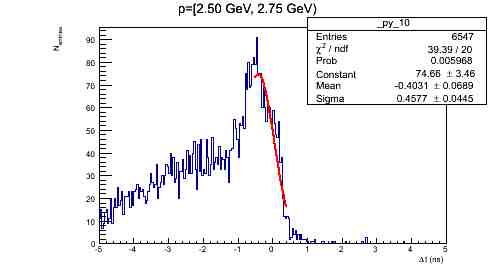 p=[2.50 GeV, 2.75 GeV)
_py_10
Entries 6547
χ² / ndf 39.39 / 20
Prob 0.005968
Constant 74.66 ± 3.46
Mean -0.4031 ± 0.0689
Sigma 0.4577 ± 0.0445
N entries
90
80
70
60
50
40
30
20
10
0
-5 -4 -3 -2 -1 0 1 2 3 4 5
Δt (ns)